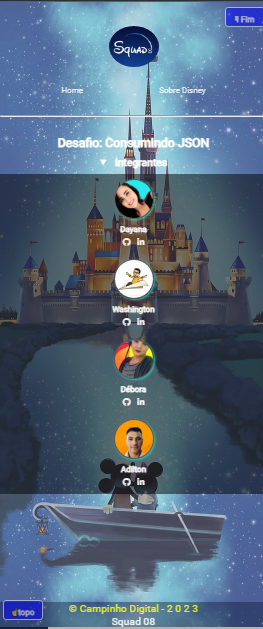 Fim
Squad 08
Home Sobre Disney
Desafio: Consumindo JSON
▼ Integrantes
Dayana
in
Washington
in
Débora
in
Adilton
in
topo
© Campinho Digital - 2 0 2 3
Squad 08